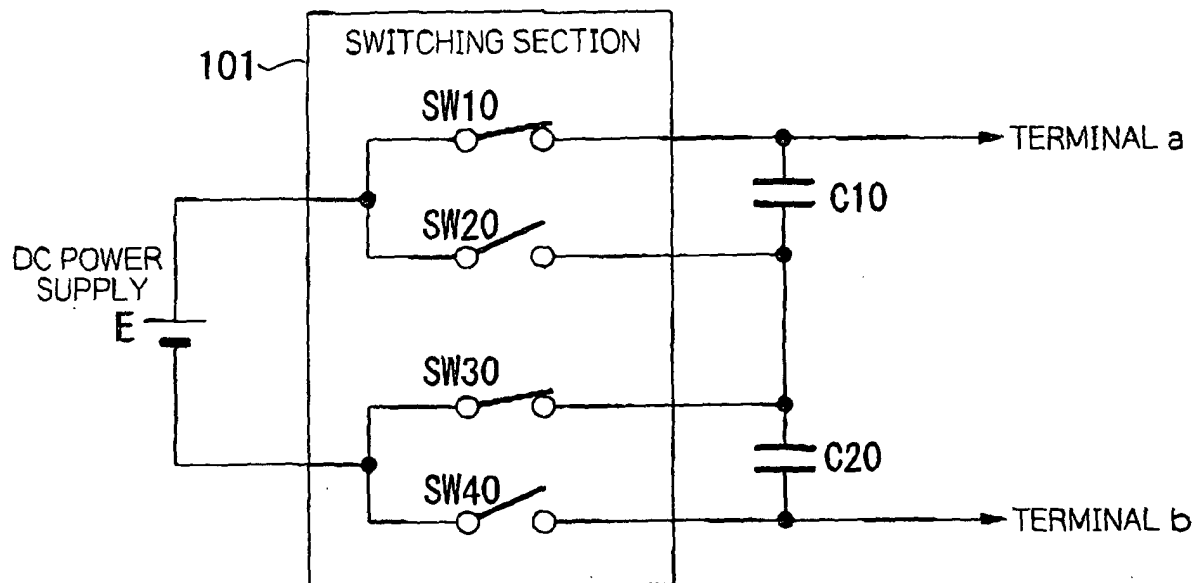 SWITCHING SECTION
101
SW10
TERMINAL a
C10
SW20
DC POWER
SUPPLY
E
SW30
C20
SW40
TERMINAL b